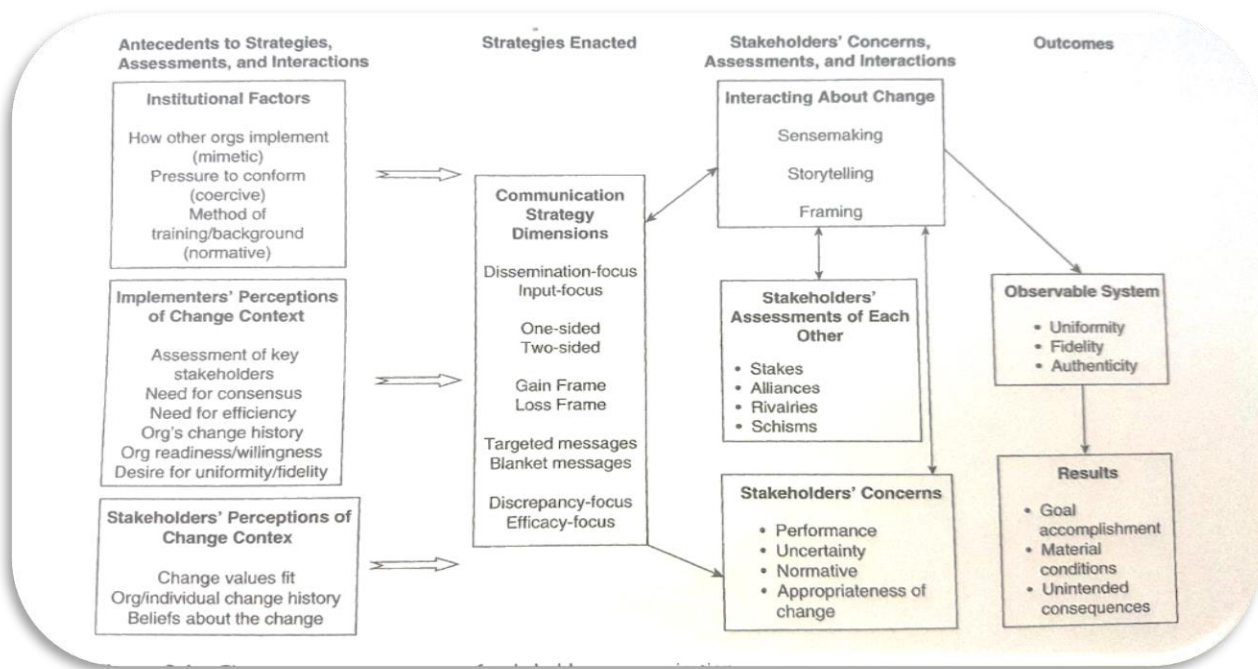 Antecedents to Strategies,
Assessments, and Interactions
Institutional Factors
How other orgs implement
(mimetic)
Pressure to conform
(coercive)
Method of
training/background
(normative)
Implementers' Perceptions
of Change Context
Assessment of key
stakeholders
Need for consensus
Need for efficiency
Org's change history
Org readiness/willingness
Desire for uniformity/fidelity
Stakeholders' Perceptions of
Change Contex
Change values fit
Org/individual change history
Beliefs about the change
Strategies Enacted
Communication
Strategy
Dimensions
Dissemination-focus
Input-focus
One-sided
Two-sided
Gain Frame
Loss Frame
Targeted messages
Blanket messages
Discrepancy-focus
Efficacy-focus
Stakeholders' Concerns,
Assessments, and Interactions
Interacting About Change
Sensemaking
Storytelling
Framing
Stakeholders'
Assessments of Each
Other
• Stakes
• Alliances
• Rivalries
• Schisms
Stakeholders' Concerns
• Performance
• Uncertainty
• Normative
• Appropriateness of
change
Outcomes
Observable System
• Uniformity
• Fidelity
• Authenticity
Results
• Goal
accomplishment
• Material
conditions
• Unintended
consequences